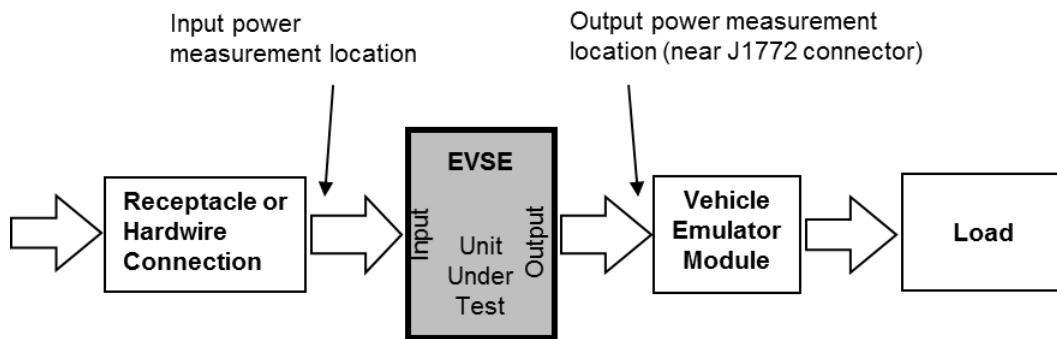 Input power
measurement location
Output power measurement
location (near J1772 connector)
Receptacle or
Hardwire
Connection
EVSE
Input
Unit
Under
Test
Output
Vehicle
Emulator
Module
Load